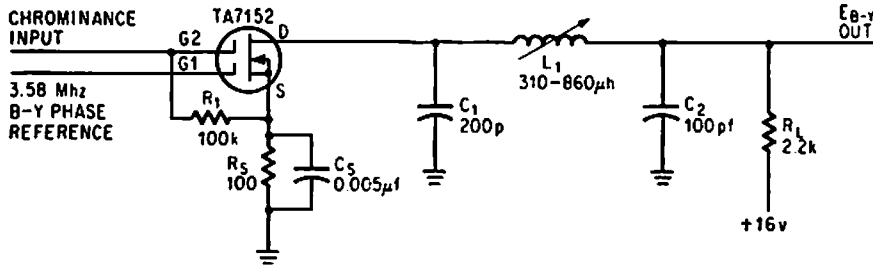 CHROMINANCE
INPUT
TA7152
G2
D
G1
S
3.58 Mhz
B-Y PHASE
REFERENCE
R1
100k
RS
100
CS
0.005μf
C1
200p
L1
310-860μh
C2
100pf
RL
2.2k
+16v
EB-Y
OUT